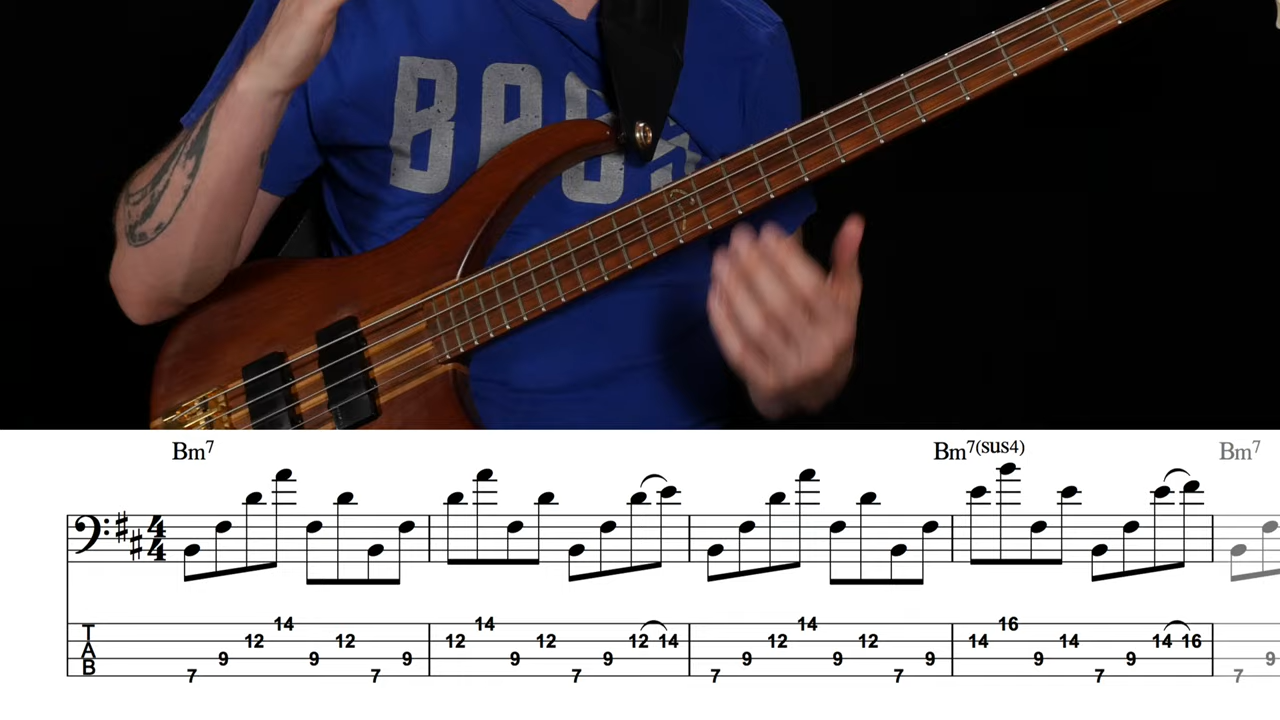 Bm7 Bm7(sus4) Bm7
4
4
T 14 14 14 16
12 12 12 12 12 14 12 12 14 14 14 16
A 9 9 9 9 9 9 9 9 9 9 9
B 7 7 7 7 7 7 7